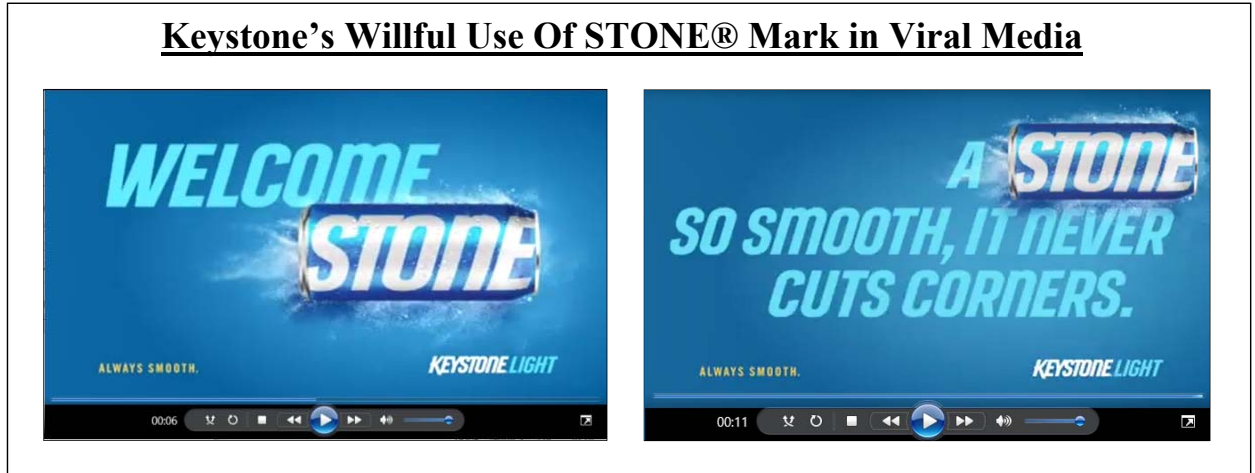 Keystone’s Willful Use Of STONE® Mark in Viral Media
WELCOME
STONE
ALWAYS SMOOTH.
KEYSTONE LIGHT
00:06
A STONE
SO SMOOTH, IT NEVER
CUTS CORNERS.
ALWAYS SMOOTH.
KEYSTONE LIGHT
00:11